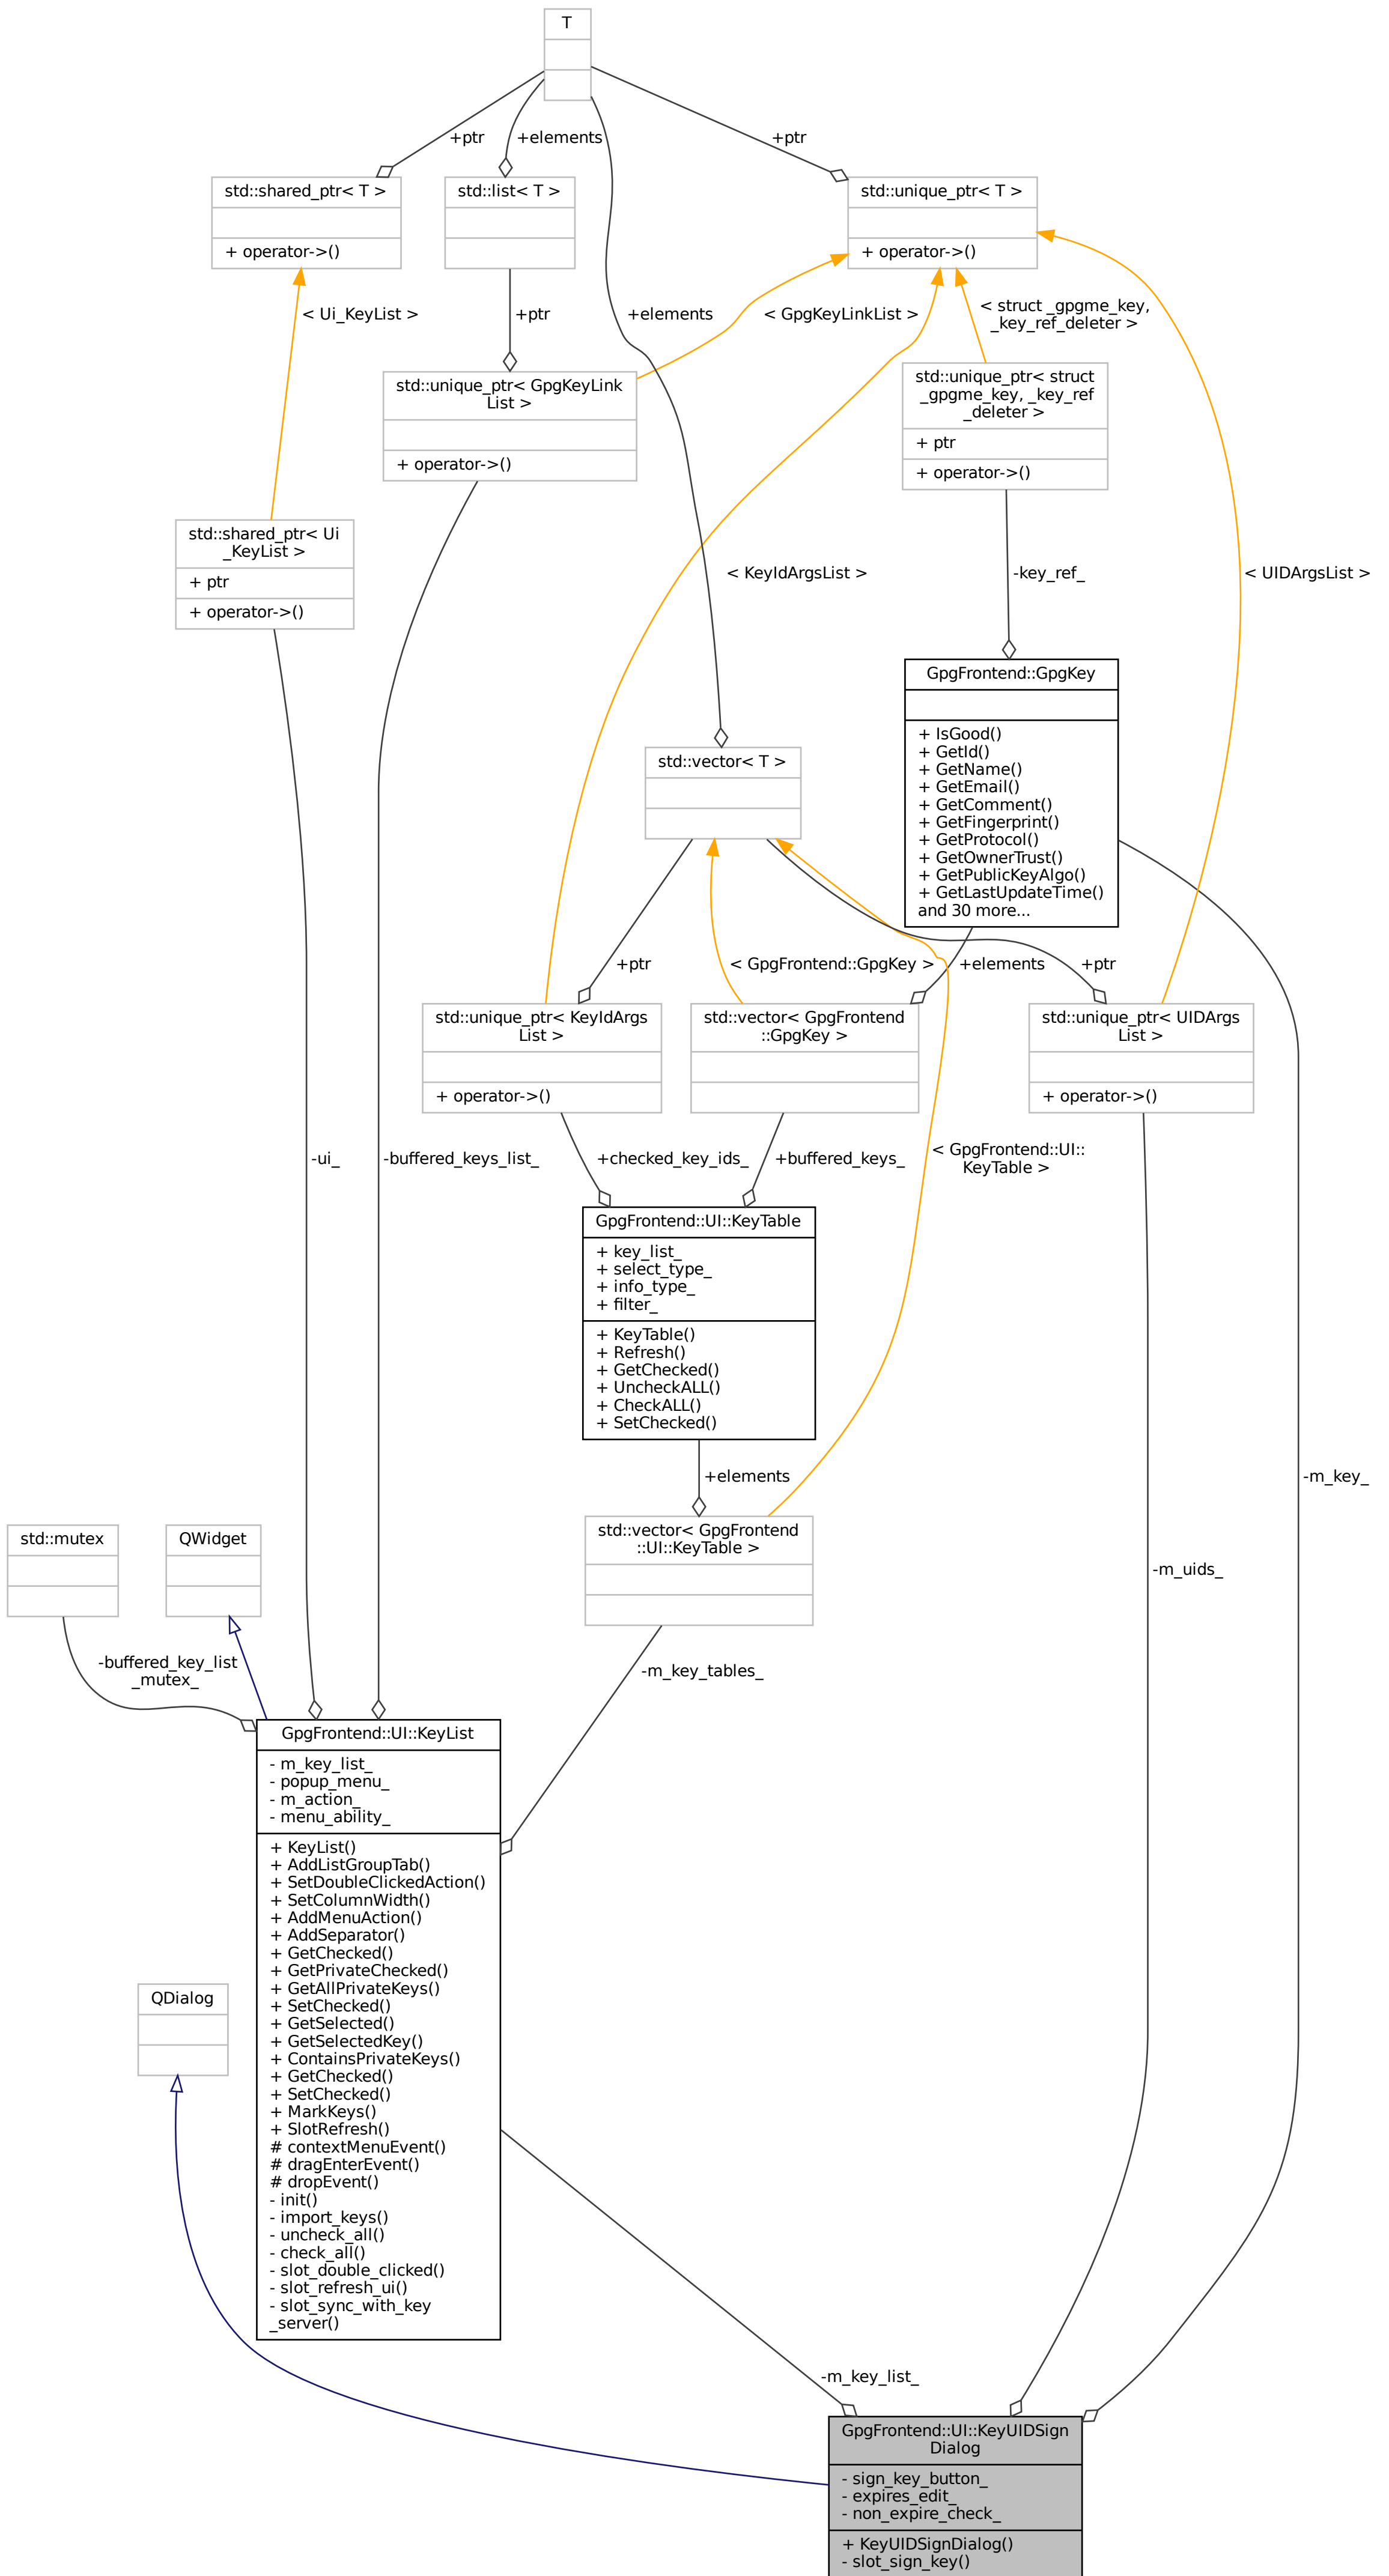 T
+ptr
+elements
+ptr
std::shared_ptr< T >
+ operator->()
std::list< T >
std::unique_ptr< T >
+ operator->()
< Ui_KeyList >
+ptr
+elements
< GpgKeyLinkList >
< struct _gpgme_key,
_key_ref_deleter >
std::unique_ptr< GpgKeyLink
List >
+ operator->()
std::unique_ptr< struct
_gpgme_key, _key_ref
_deleter >
+ ptr
+ operator->()
std::shared_ptr< Ui
_KeyList >
+ ptr
+ operator->()
< KeyIdArgsList >
-key_ref_
< UIDArgsList >
GpgFrontend::GpgKey
+ IsGood()
+ GetId()
+ GetName()
+ GetEmail()
+ GetComment()
+ GetFingerprint()
+ GetProtocol()
+ GetOwnerTrust()
+ GetPublicKeyAlgo()
+ GetLastUpdateTime()
and 30 more...
std::vector< T >
+ptr
< GpgFrontend::GpgKey >
+elements
+ptr
std::unique_ptr< KeyIdArgs
List >
+ operator->()
std::vector< GpgFrontend
::GpgKey >
std::unique_ptr< UIDArgs
List >
+ operator->()
-ui_
-buffered_keys_list_
+checked_key_ids_
+buffered_keys_
< GpgFrontend::UI::
KeyTable >
GpgFrontend::UI::KeyTable
+ key_list_
+ select_type_
+ info_type_
+ filter_
+ KeyTable()
+ Refresh()
+ GetChecked()
+ UncheckALL()
+ CheckALL()
+ SetChecked()
+elements
-m_key_
std::mutex
QWidget
std::vector< GpgFrontend
::UI::KeyTable >
-m_uids_
-buffered_key_list
_mutex_
-m_key_tables_
GpgFrontend::UI::KeyList
- m_key_list_
- popup_menu_
- m_action_
- menu_ability_
+ KeyList()
+ AddListGroupTab()
+ SetDoubleClickedAction()
+ SetColumnWidth()
+ AddMenuAction()
+ AddSeparator()
+ GetChecked()
+ GetPrivateChecked()
+ GetAllPrivateKeys()
+ SetChecked()
+ GetSelected()
+ GetSelectedKey()
+ ContainsPrivateKeys()
+ GetChecked()
+ SetChecked()
+ MarkKeys()
+ SlotRefresh()
# contextMenuEvent()
# dragEnterEvent()
# dropEvent()
- init()
- import_keys()
- uncheck_all()
- check_all()
- slot_double_clicked()
- slot_refresh_ui()
- slot_sync_with_key
_server()
QDialog
-m_key_list_
GpgFrontend::UI::KeyUIDSign
Dialog
- sign_key_button_
- expires_edit_
- non_expire_check_
+ KeyUIDSignDialog()
- slot_sign_key()